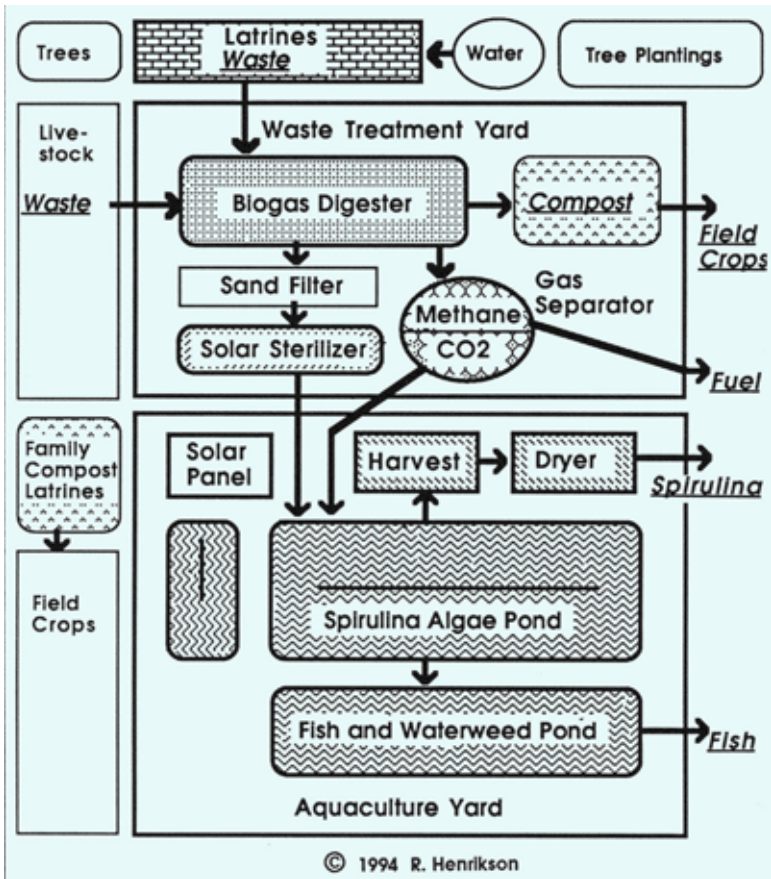 Trees
Latrines
Waste
Water
Tree Plantings
Live-
stock
Waste
Waste Treatment Yard
Biogas Digester
Compost
Field
Crops
Sand Filter
Gas
Separator
Methane
CO2
Solar Sterilizer
Fuel
Family
Compost
Latrines
Solar
Panel
Harvest
Dryer
Spirulina
Field
Crops
Spirulina Algae Pond
Fish and Waterweed Pond
Fish
Aquaculture Yard
© 1994 R. Henrikson